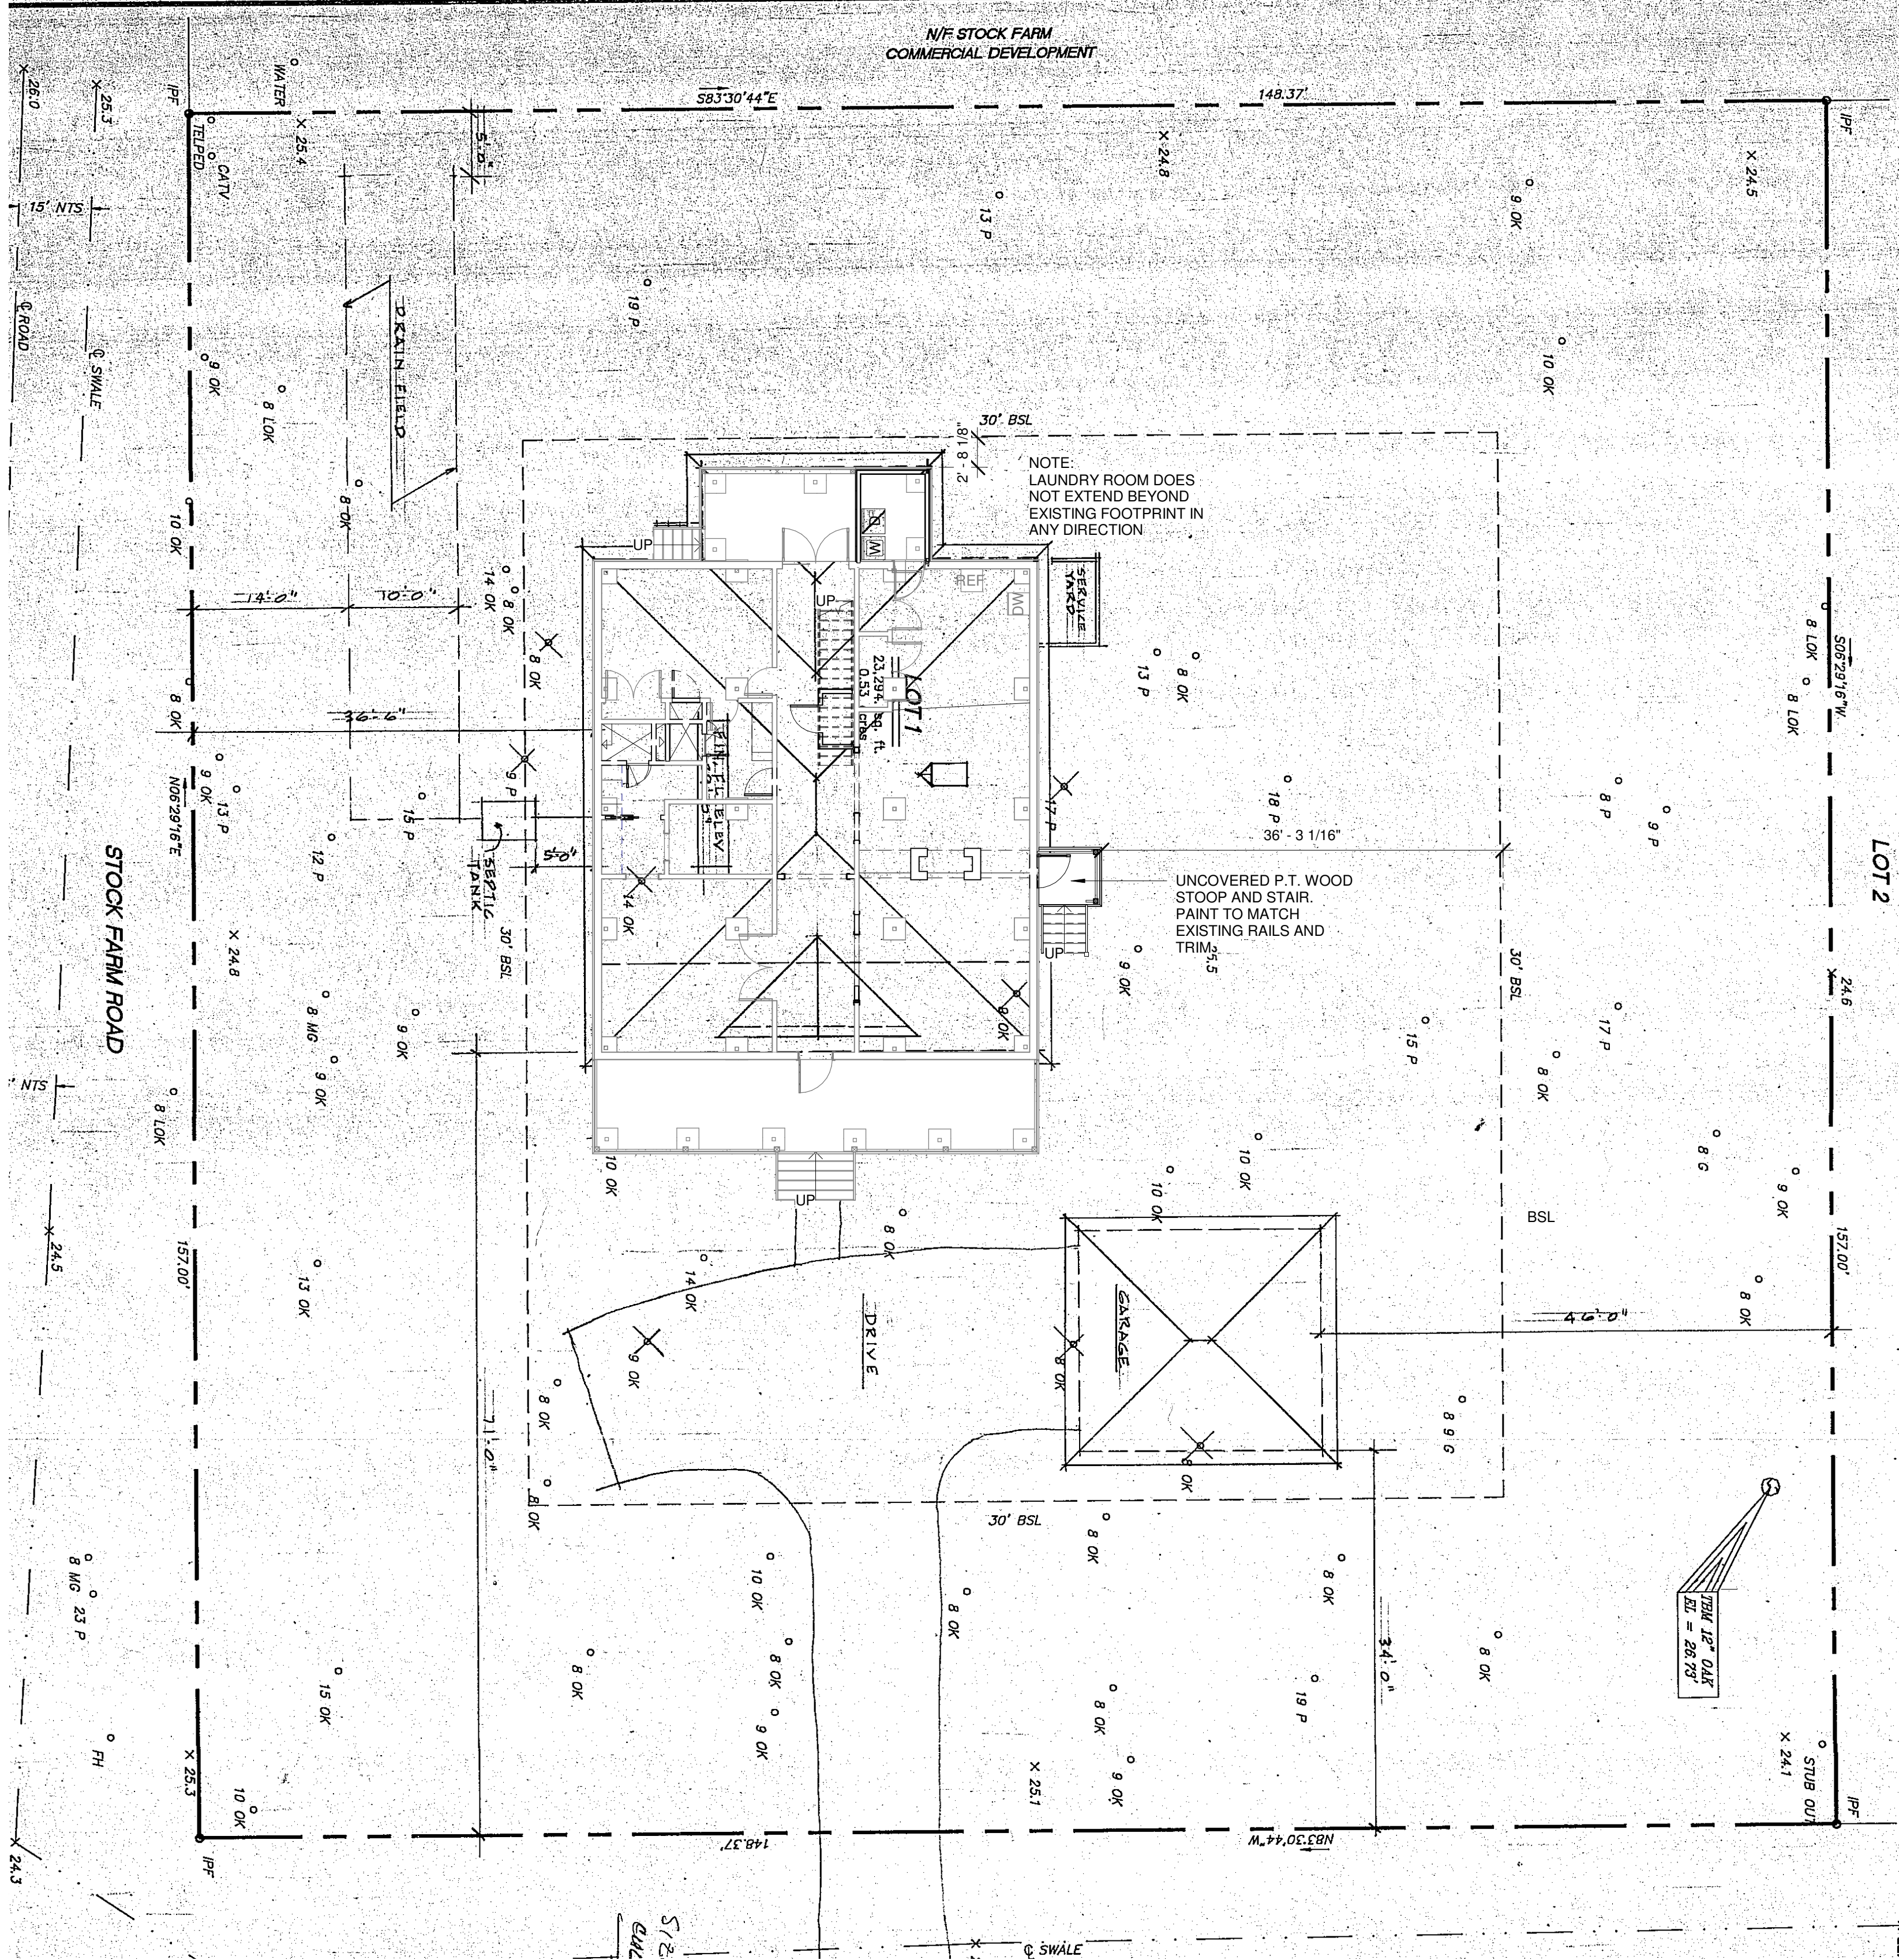 N/F STOCK FARM
COMMERCIAL DEVELOPMENT
S83°30'44"E
148.37'
IPF
WATER
26.0
25.3
25.4
TELPED
CATV
5'-0"
24.8
24.5
IPF
15' NTS
13 P
9 OK
19 P
℄ ROAD
℄ SWALE
DRAIN FIELD
9 OK
8 LOK
10 OK
30' BSL
2' - 8 1/8"
NOTE:
LAUNDRY ROOM DOES
NOT EXTEND BEYOND
EXISTING FOOTPRINT IN
ANY DIRECTION
8 OK
10 OK
D
W
UP
14 OK
8 OK
REF.
DW
SERVICE
YARD
14'-0"
10'-0"
UP
8 OK
13 P
8 OK
8 LOK
S06°29'16"W
8 LOK
LOT 1
23,294 sq. ft.
0.53
8 OK
36'-6"
N06°29'16"E
9 OK
13 P
15 P
12 P
9 P
FIN. FL. ELEV
17 P
18 P
8 P
9 P
36' - 3 1/16"
SEPTIC
TANK
5'-0"
LOT 2
STOCK FARM ROAD
UNCOVERED P.T. WOOD
STOOP AND STAIR.
PAINT TO MATCH
EXISTING RAILS AND
TRIM.
5.5
UP
14 OK
24.8
30' BSL
9 OK
30' BSL
24.6
8 MG
9 OK
9 OK
8 OK
15 P
17 P
8 OK
' NTS
8 LOK
10 OK
UP
10 OK
10 OK
8 G
9 OK
BSL
8 OK
24.5
157.00'
157.00'
13 OK
14 OK
8 OK
DRIVE
GARAGE
46'-0"
9 OK
8 OK
8 OK
8 OK
71'-0"
8 9 G
8 OK
8 OK
30' BSL
8 OK
TBM 12" OAK
EL = 26.73'
8 MG
23 P
10 OK
8 OK
8 OK
34'-0"
8 OK
8 OK
8 OK
15 OK
9 OK
8 OK
19 P
FH
25.3
10 OK
25.1
9 OK
24.1
STUB OUT
IPF
148.37'
N83°30'44"W
24.3
IPF
℄ SWALE